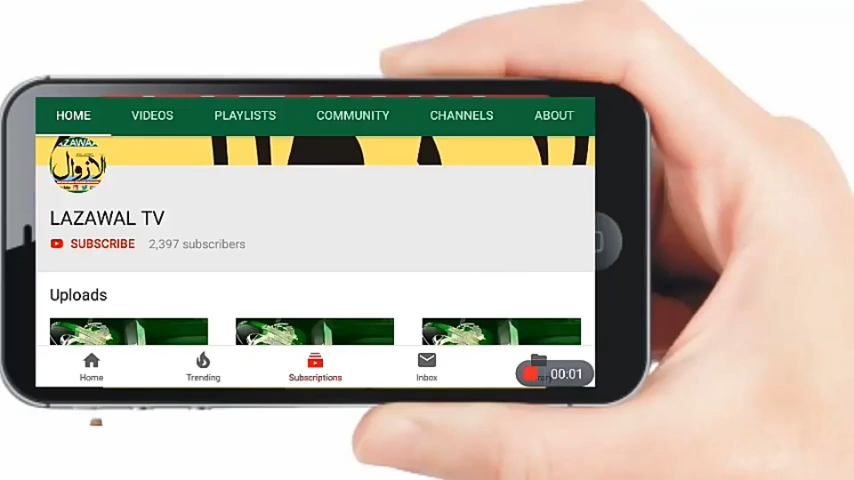 HOME VIDEOS PLAYLISTS COMMUNITY CHANNELS ABOUT
لازوال
LAZAWAL TV
SUBSCRIBE 2,397 subscribers
Uploads
Home Trending Subscriptions Inbox
00:01